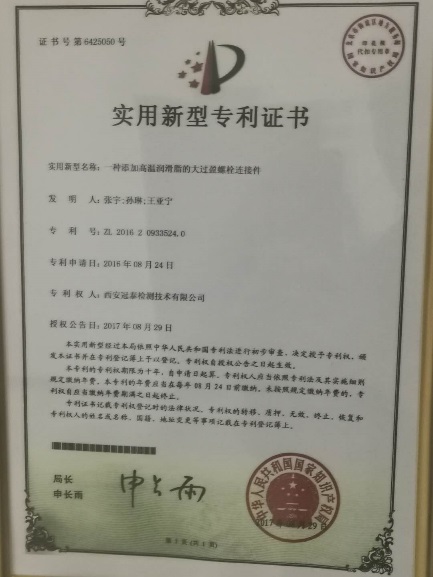 证书号第6425050号
实用新型专利证书
实用新型名称：一种添加高温润滑脂的大过盈螺栓连接件
发明人：张宇;孙琳;王亚宁
专利号：ZL 2016 2 0933524.0
专利申请日：2016年08月24日
专利权人：西安冠泰检测技术有限公司
授权公告日：2017年08月29日
本实用新型经过本局依照中华人民共和国专利法进行初步审查，决定授予专利权，颁
发本证书并在专利登记簿上予以登记。专利权自授权公告之日起生效。
本专利的专利权期限为十年，自申请日起算。专利权人应当依照专利法及其实施细则
规定缴纳年费。本专利的年费应当在每年08月24日前缴纳。未按照规定缴纳年费的，专
利权自应当缴纳年费期满之日起终止。
专利证书记载专利权登记时的法律状况。专利权的转移、质押、无效、终止、恢复和
专利权人的姓名或名称、国籍、地址变更等事项记载在专利登记簿上。
局长
申长雨
申长雨
中华人民共和国国家知识产权局
2017年08月29日
第1页(共1页)